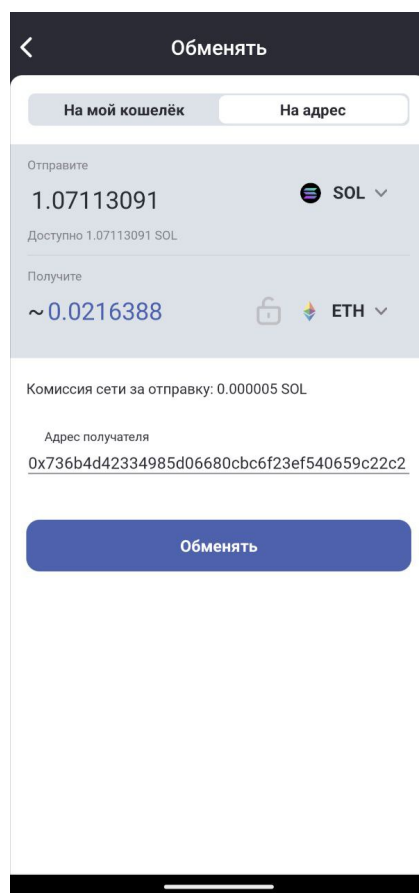 Обменять
На мой кошелёк На адрес
Отправите
1.07113091 SOL
Доступно 1.07113091 SOL
Получите
~0.0216388 ETH
Комиссия сети за отправку: 0.000005 SOL
Адрес получателя
0x736b4d42334985d06680cbc6f23ef540659c22c2
Обменять